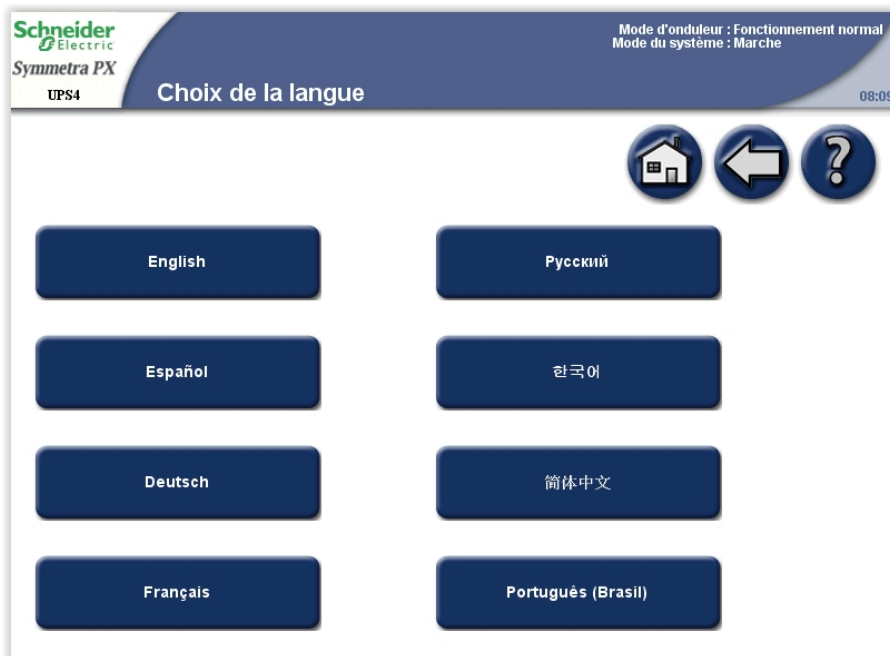 Schneider
Electric
Symmetra PX
UPS4
Choix de la langue
Mode d'onduleur : Fonctionnement normal
Mode du système : Marche
08:09
?
English
Русский
Español
한국어
Deutsch
简体中文
Français
Português (Brasil)